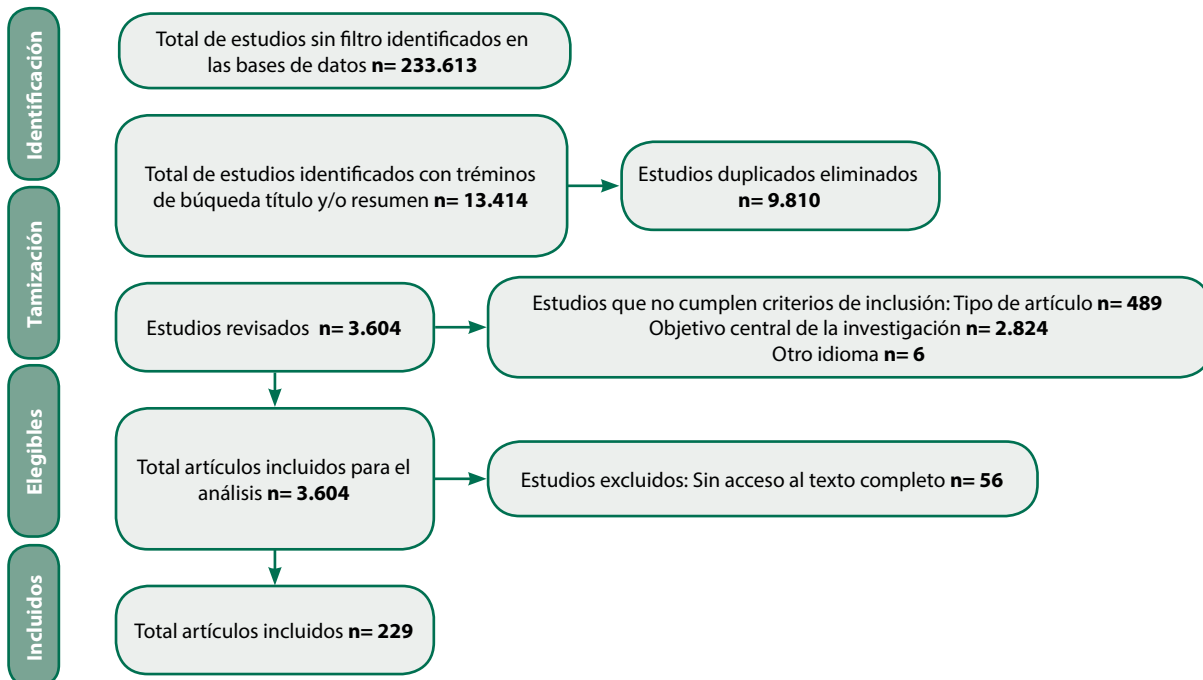 Identificación
Total de estudios sin filtro identificados en
las bases de datos n= 233.613
Total de estudios identificados con tréminos
de búqueda título y/o resumen n= 13.414
Estudios duplicados eliminados
n= 9.810
Tamización
Estudios revisados n= 3.604
Estudios que no cumplen criterios de inclusión: Tipo de artículo n= 489
Objetivo central de la investigación n= 2.824
Otro idioma n= 6
Elegibles
Total artículos incluidos para el
análisis n= 3.604
Estudios excluidos: Sin acceso al texto completo n= 56
Incluidos
Total artículos incluidos n= 229